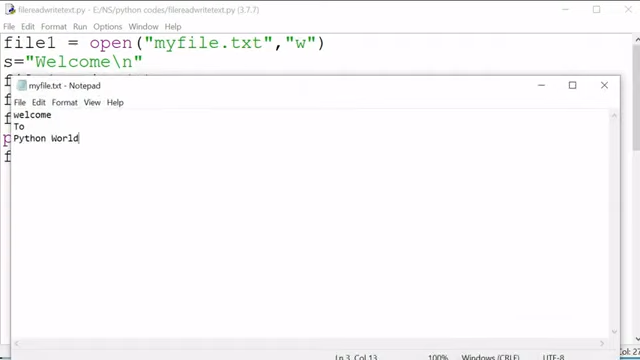 filereadwritetext.py - E:/NS/python codes/filereadwritetext.py (3.7.7)
File Edit Format Run Options Window Help
file1 = open("myfile.txt","w")
s="Welcome\n"
myfile.txt - Notepad
File Edit Format View Help
welcome
To
Python World
Ln 3, Col 13 100% Windows (CRLF) UTF-8